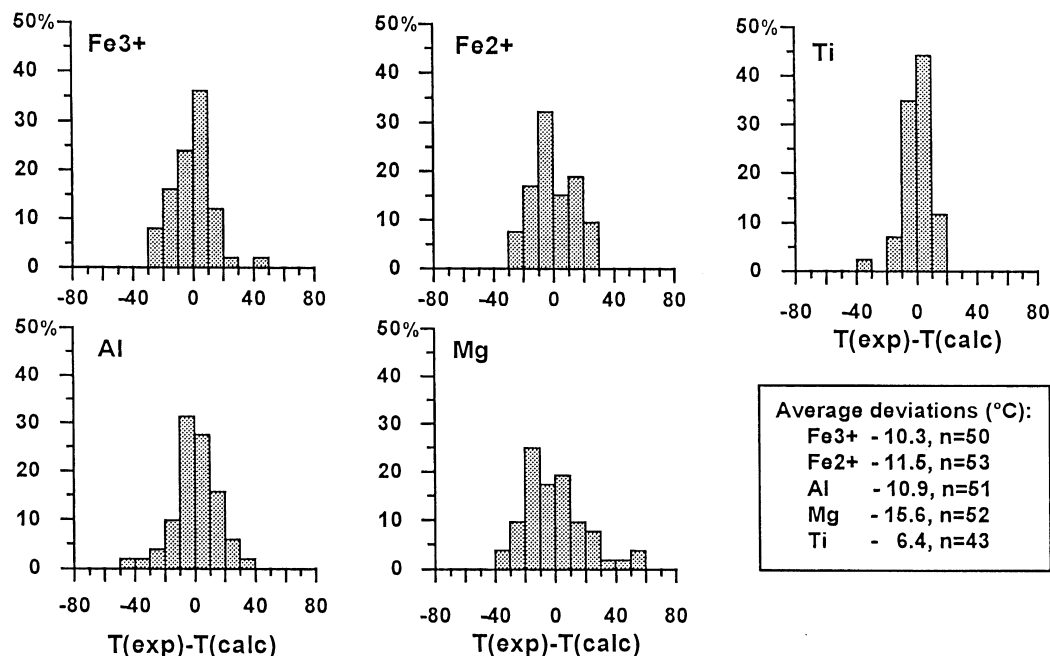 50%
40
30
20
10
0
Fe3+
-80 -40 0 40 80
50%
40
30
20
10
0
Fe2+
-80 -40 0 40 80
50%
40
30
20
10
0
Ti
-80 -40 0 40 80
T(exp)-T(calc)
50%
40
30
20
10
0
Al
-80 -40 0 40 80
T(exp)-T(calc)
50%
40
30
20
10
0
Mg
-80 -40 0 40 80
T(exp)-T(calc)
Average deviations (°C):
Fe3+ - 10.3, n=50
Fe2+ - 11.5, n=53
Al - 10.9, n=51
Mg - 15.6, n=52
Ti - 6.4, n=43